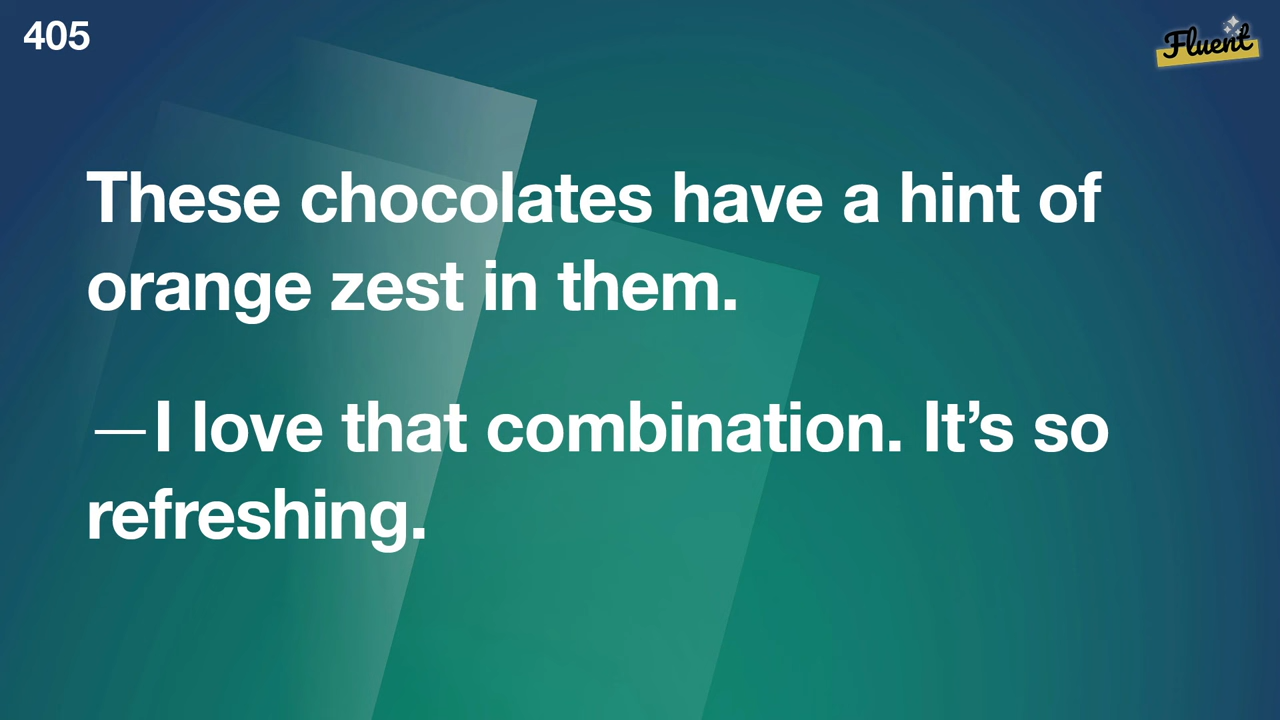 405
Fluent
These chocolates have a hint of
orange zest in them.
—I love that combination. It’s so
refreshing.